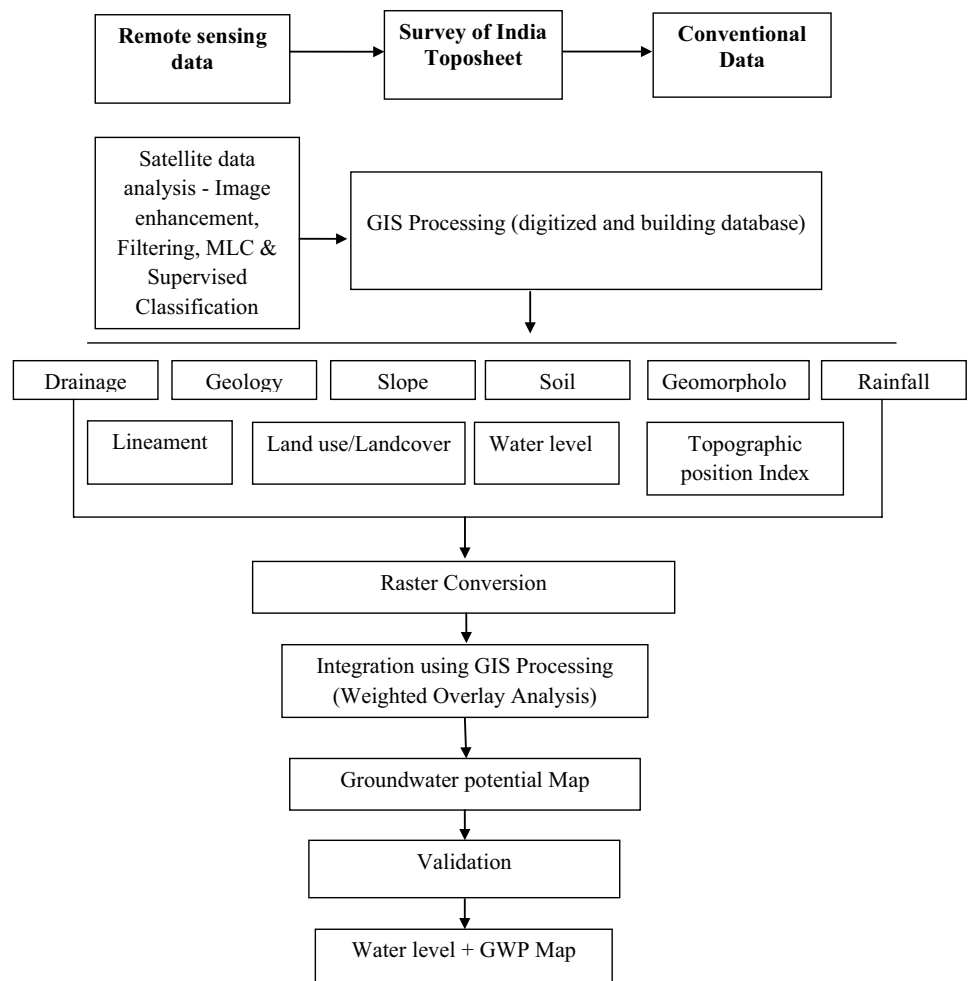 Remote sensing
data
Survey of India
Toposheet
Conventional
Data
Satellite data
analysis - Image
enhancement,
Filtering, MLC &
Supervised
Classification
GIS Processing (digitized and building database)
Drainage
Geology
Slope
Soil
Geomorpholo
Rainfall
Lineament
Land use/Landcover
Water level
Topographic
position Index
Raster Conversion
Integration using GIS Processing
(Weighted Overlay Analysis)
Groundwater potential Map
Validation
Water level + GWP Map